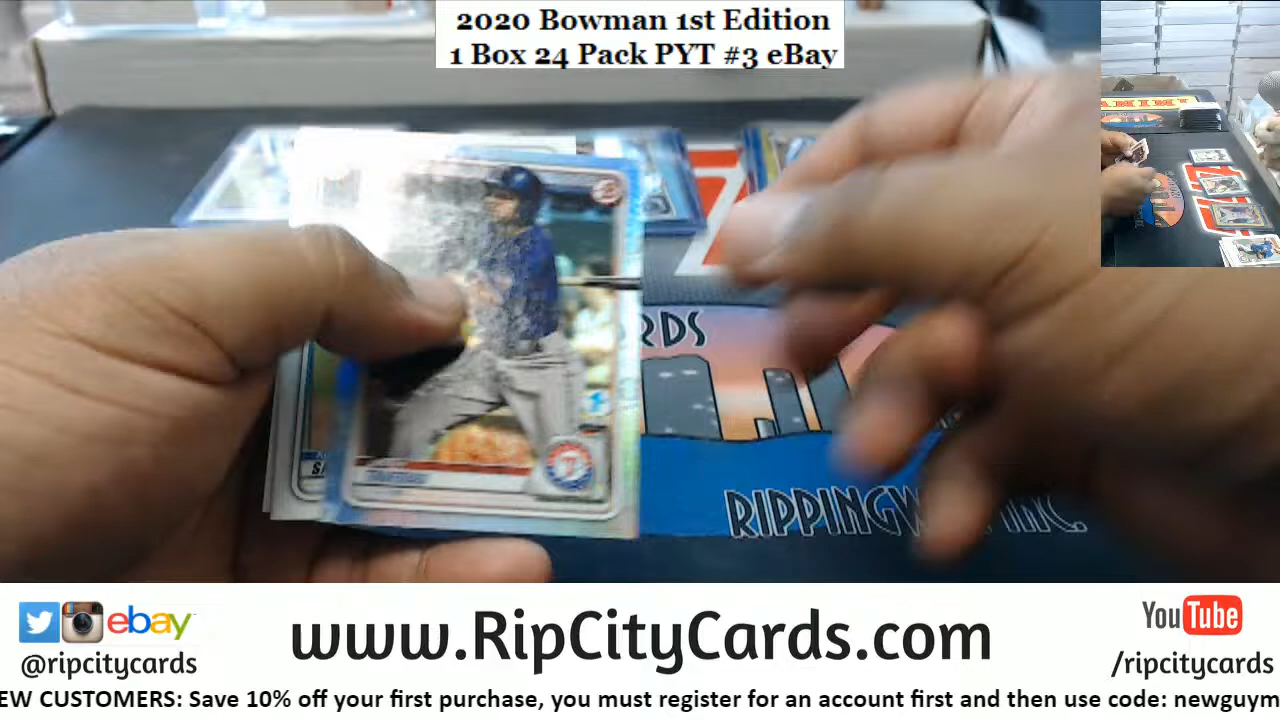 2020 Bowman 1st Edition
1 Box 24 Pack PYT #3 eBay
RDS
RIPPINGW
INC.
ebay
@ripcitycards
www.RipCityCards.com
YouTube
/ripcitycards
EW CUSTOMERS: Save 10% off your first purchase, you must register for an account first and then use code: newguym